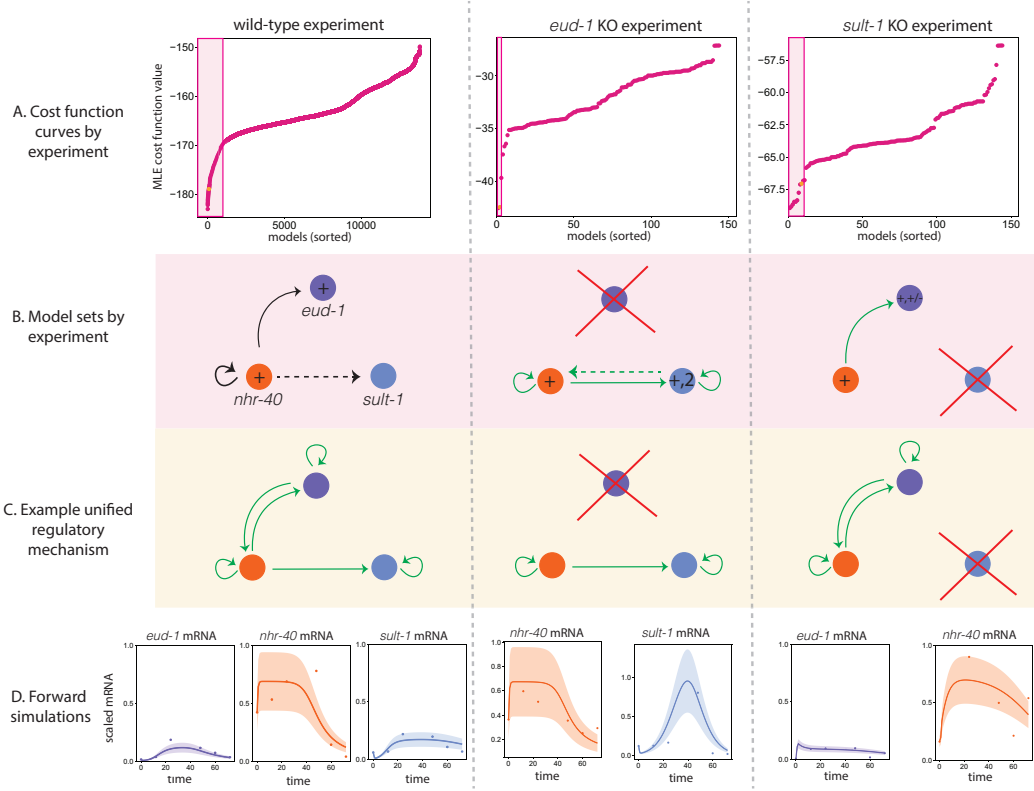 wild-type experiment
eud-1 KO experiment
sult-1 KO experiment
A. Cost function
curves by
experiment
MLE cost function value
−150
−160
−170
−180
0
5000
10000
models (sorted)
−30
−35
−40
0
50
100
150
models (sorted)
−57.5
−60.0
−62.5
−65.0
−67.5
0
50
100
150
models (sorted)
B. Model sets by
experiment
+
eud-1
+
nhr-40
sult-1
+
+,2
+,+/-
+
C. Example unified
regulatory
mechanism
D. Forward
simulations
scaled mRNA
eud-1 mRNA
1.0
0.5
0.0
0
20
40
60
time
nhr-40 mRNA
1.0
0.5
0.0
0
20
40
60
time
sult-1 mRNA
1.0
0.5
0.0
0
20
40
60
time
nhr-40 mRNA
0.8
0.6
0.4
0.2
0
20
40
60
time
sult-1 mRNA
1.0
0.5
0.0
0
20
40
60
time
eud-1 mRNA
1.0
0.5
0.0
0
20
40
60
time
nhr-40 mRNA
1.0
0.5
0.0
0
20
40
60
time